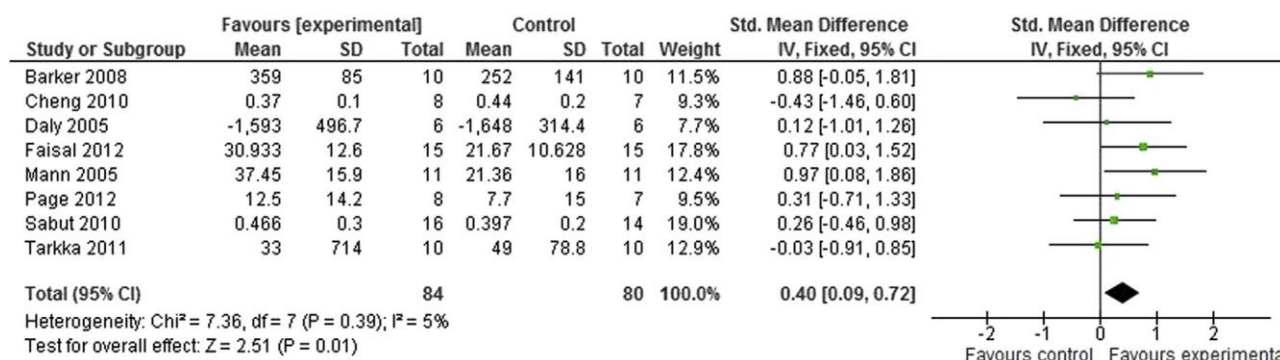 Favours [experimental] Control Std. Mean Difference Std. Mean Difference
Study or Subgroup Mean SD Total Mean SD Total Weight IV, Fixed, 95% CI IV, Fixed, 95% CI
Barker 2008 359 85 10 252 141 10 11.5% 0.88 [-0.05, 1.81]
Cheng 2010 0.37 0.1 8 0.44 0.2 7 9.3% -0.43 [-1.46, 0.60]
Daly 2005 -1,593 496.7 6 -1,648 314.4 6 7.7% 0.12 [-1.01, 1.26]
Faisal 2012 30.933 12.6 15 21.67 10.628 15 17.8% 0.77 [0.03, 1.52]
Mann 2005 37.45 15.9 11 21.36 16 11 12.4% 0.97 [0.08, 1.86]
Page 2012 12.5 14.2 8 7.7 15 7 9.5% 0.31 [-0.71, 1.33]
Sabut 2010 0.466 0.3 16 0.397 0.2 14 19.0% 0.26 [-0.46, 0.98]
Tarkka 2011 33 714 10 49 78.8 10 12.9% -0.03 [-0.91, 0.85]
Total (95% CI) 84 80 100.0% 0.40 [0.09, 0.72]
Heterogeneity: Chi² = 7.36, df = 7 (P = 0.39); I² = 5%
Test for overall effect: Z = 2.51 (P = 0.01)
-2 -1 0 1 2
Favours control Favours experimenta